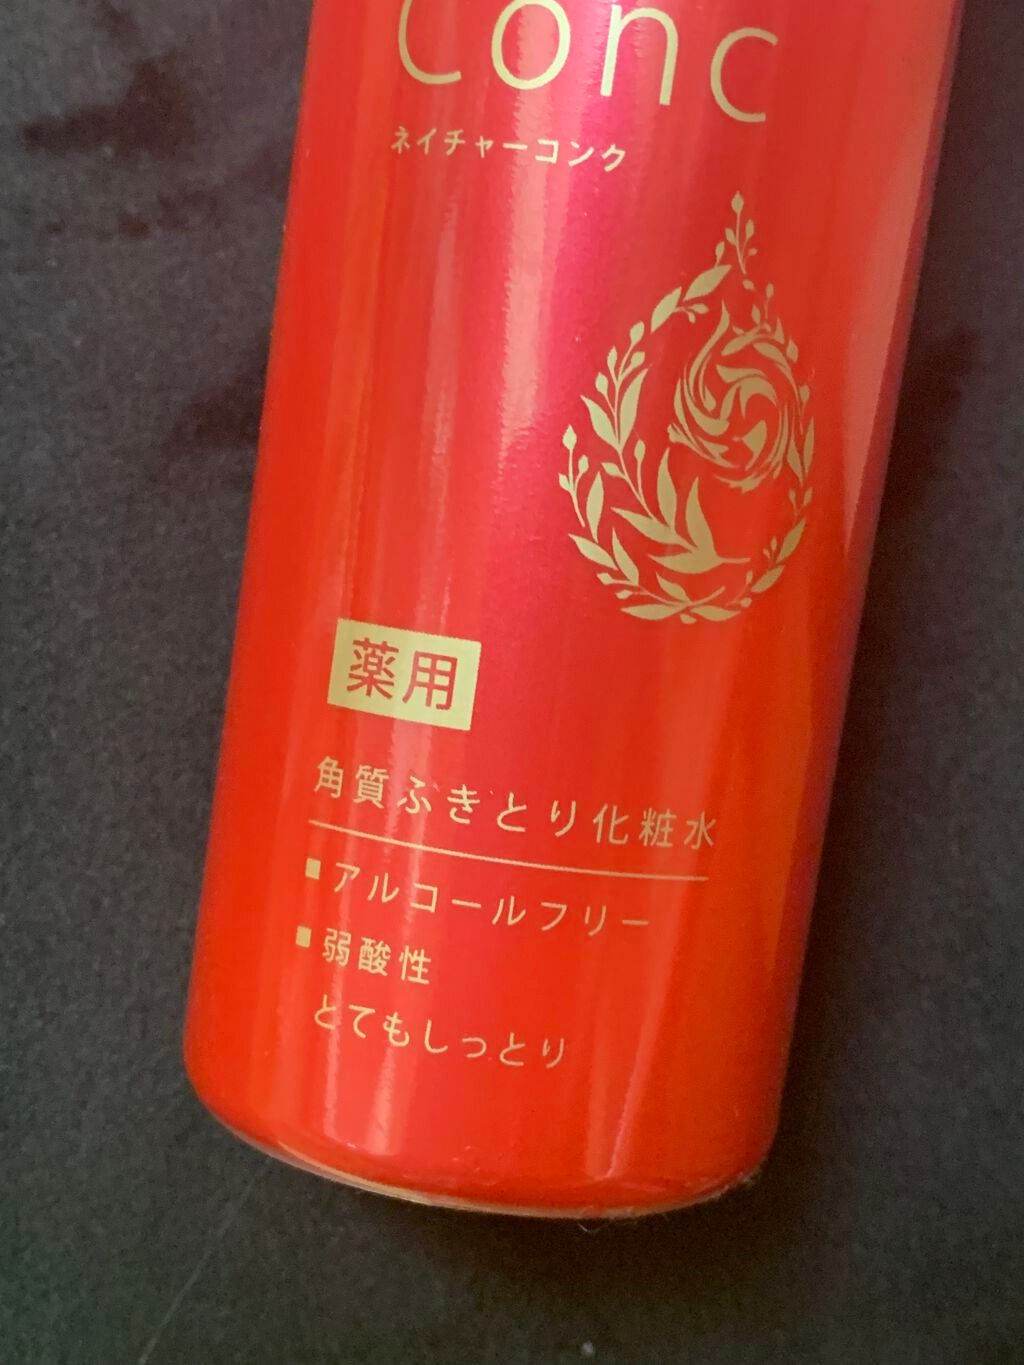 Conc
ネイチャーコンク
薬用
角質ふきとり化粧水
■アルコールフリー
■弱酸性
とてもしっとり